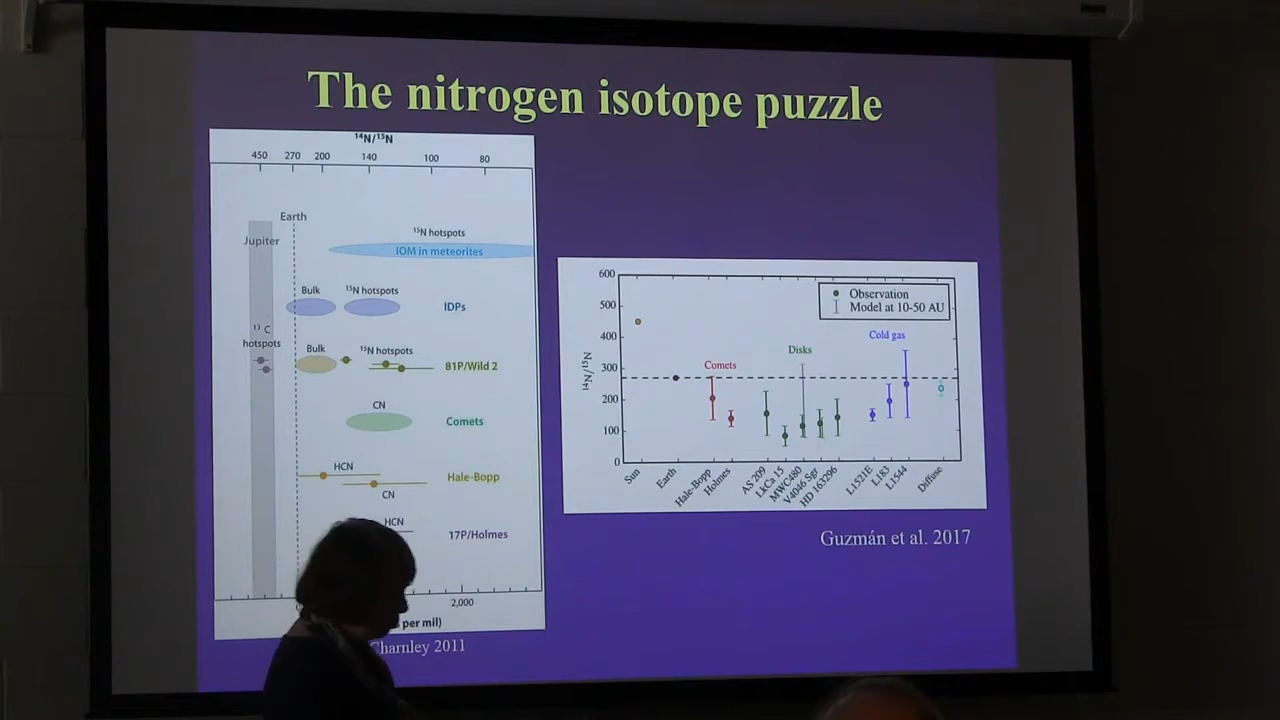 The nitrogen isotope puzzle
14N/15N
450 270 200 140 100 80
Earth
Jupiter
15N hotspots
IOM in meteorites
Bulk
15N hotspots
IDPs
13 C
hotspots
Bulk
15N hotspots
81P/Wild 2
CN
Comets
HCN
Hale-Bopp
CN
HCN
17P/Holmes
2,000
per mil)
Charnley 2011
600
500
400
300
200
100
0
14N/15N
Observation
Model at 10-50 AU
Cold gas
Disks
Comets
Sun
Earth
Hale-Bopp
Holmes
AS 209
LkCa 15
MWC480
V4046 Sgr
HD 163296
L1521E
L183
L1544
Diffuse
Guzmán et al. 2017